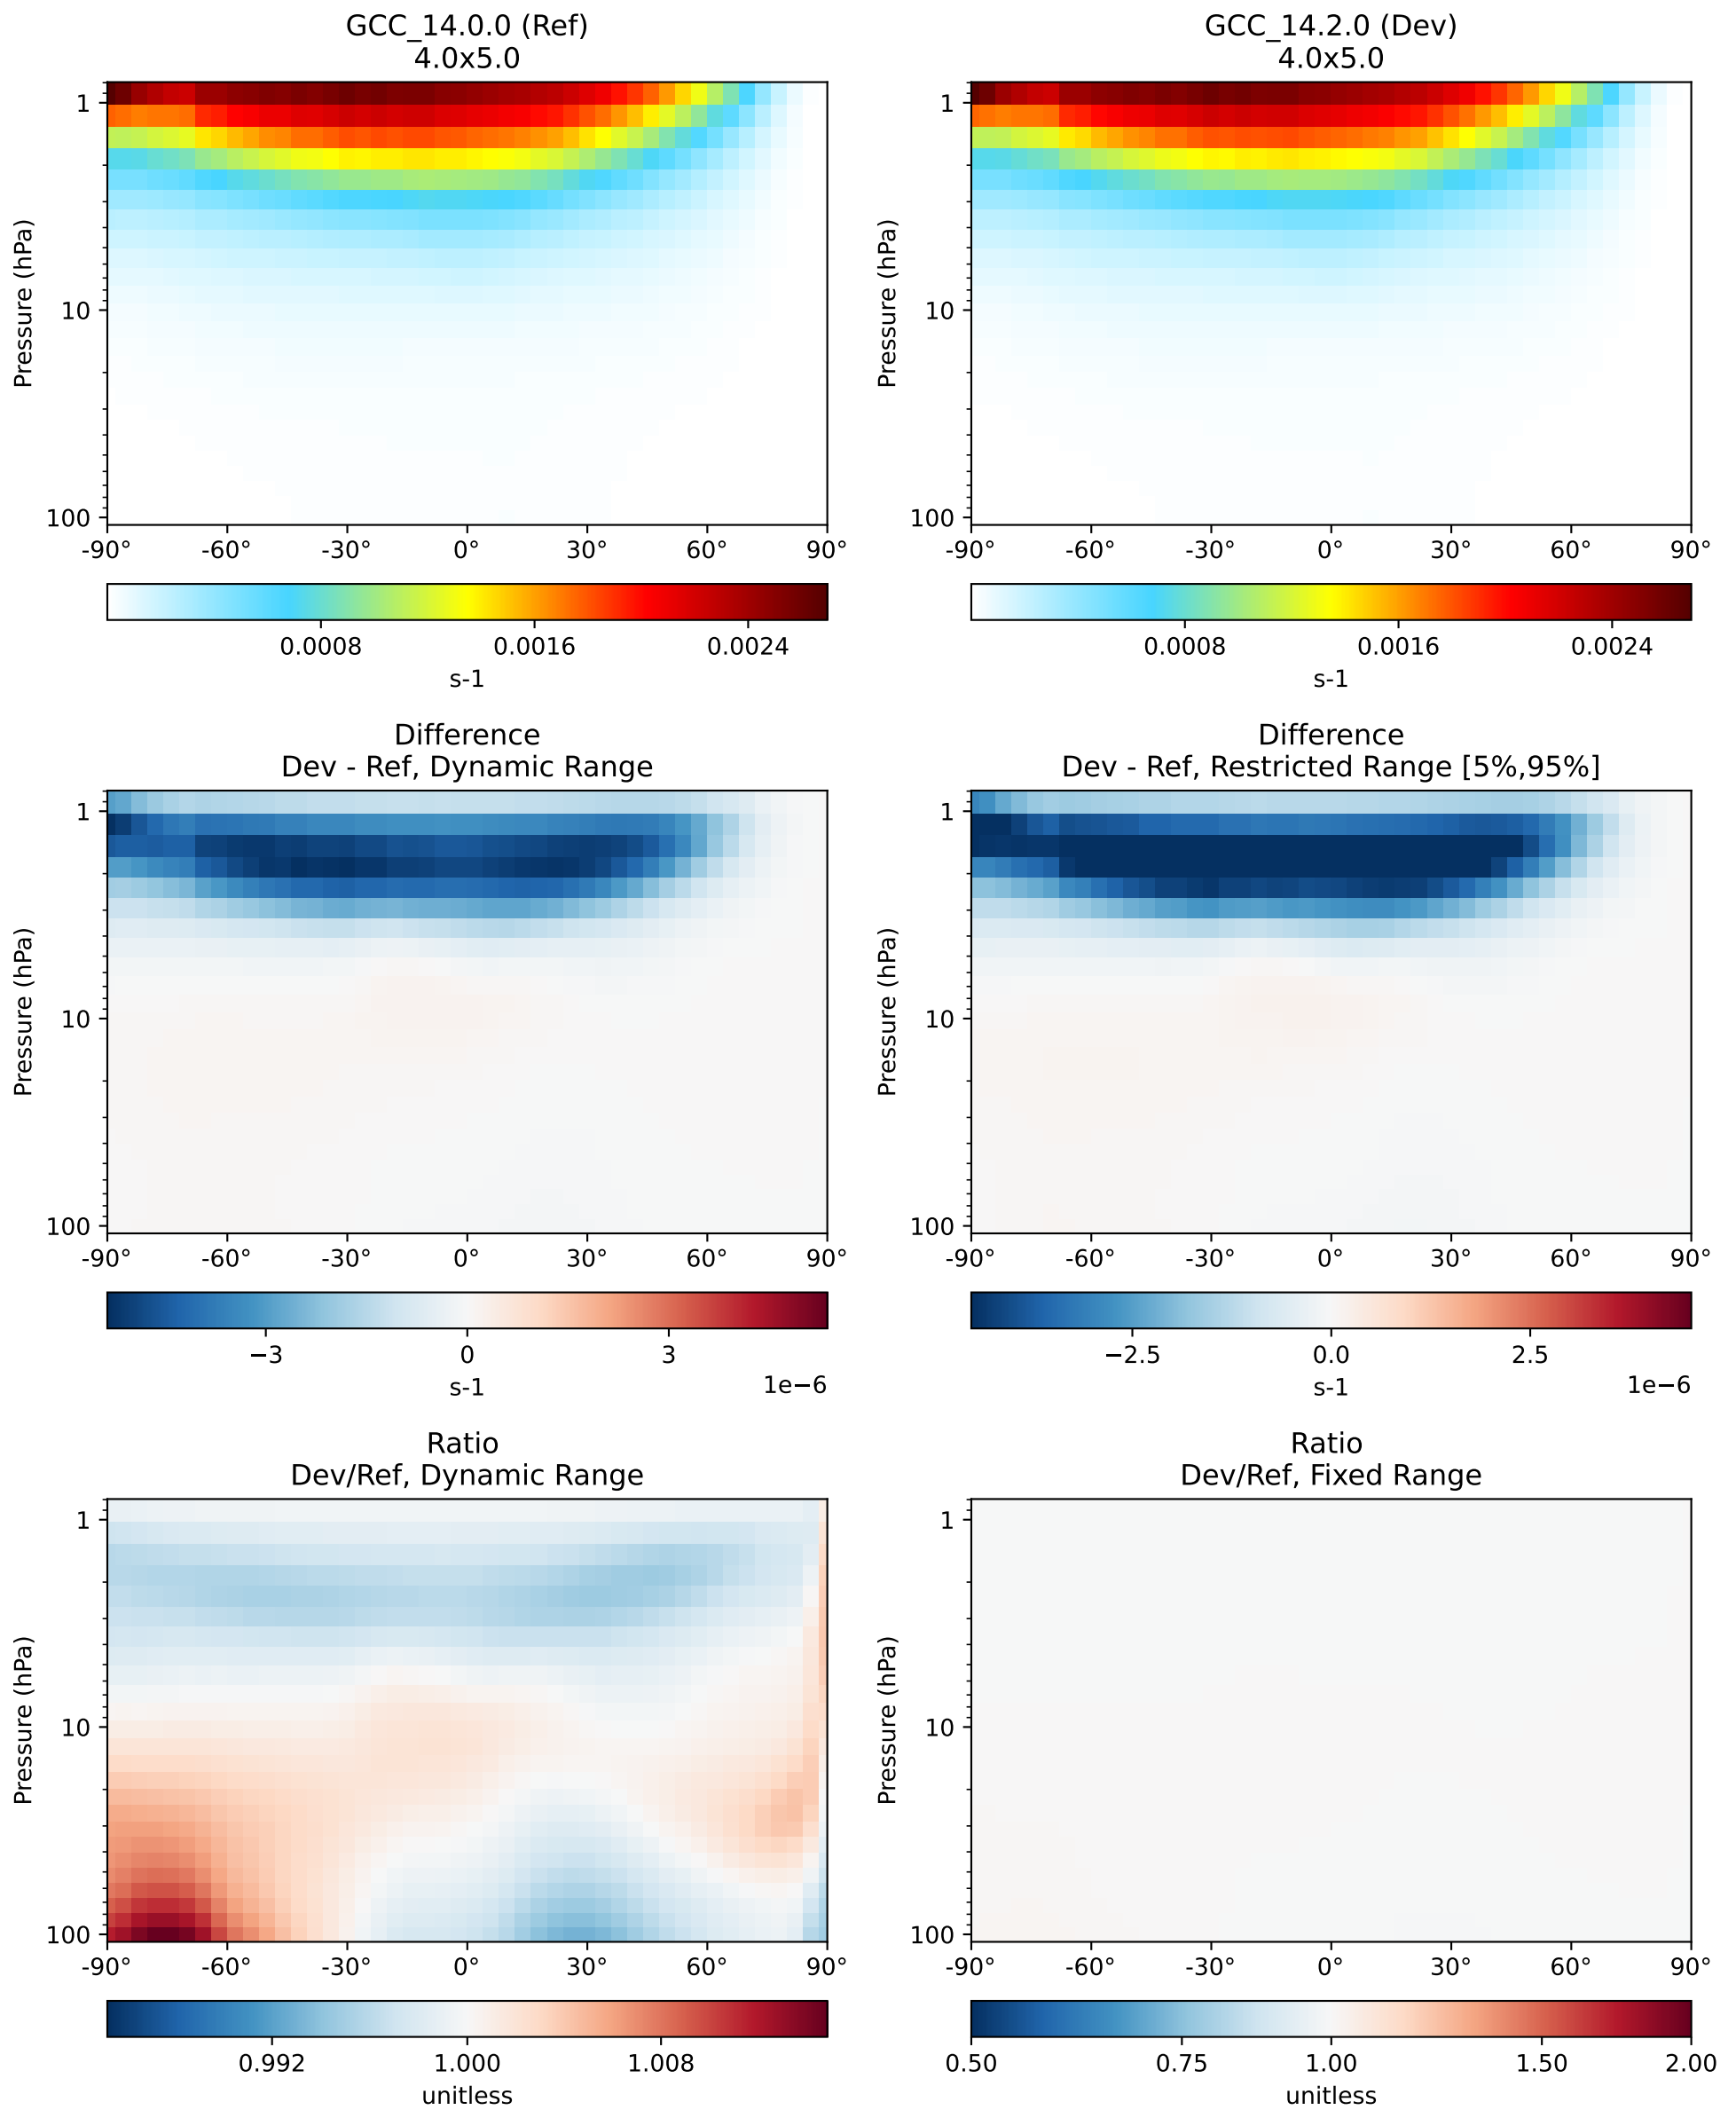 GCC_14.0.0 (Ref)
4.0x5.0
GCC_14.2.0 (Dev)
4.0x5.0
Pressure (hPa)
1
10
100
-90° -60° -30° 0° 30° 60° 90°
Pressure (hPa)
1
10
100
-90° -60° -30° 0° 30° 60° 90°
0.0008 0.0016 0.0024
s-1
0.0008 0.0016 0.0024
s-1
Difference
Dev - Ref, Dynamic Range
Difference
Dev - Ref, Restricted Range [5%,95%]
Pressure (hPa)
1
10
100
-90° -60° -30° 0° 30° 60° 90°
Pressure (hPa)
1
10
100
-90° -60° -30° 0° 30° 60° 90°
−3 0 3
s-1
1e−6
−2.5 0.0 2.5
s-1
1e−6
Ratio
Dev/Ref, Dynamic Range
Ratio
Dev/Ref, Fixed Range
Pressure (hPa)
1
10
100
-90° -60° -30° 0° 30° 60° 90°
Pressure (hPa)
1
10
100
-90° -60° -30° 0° 30° 60° 90°
0.992 1.000 1.008
unitless
0.50 0.75 1.00 1.50 2.00
unitless